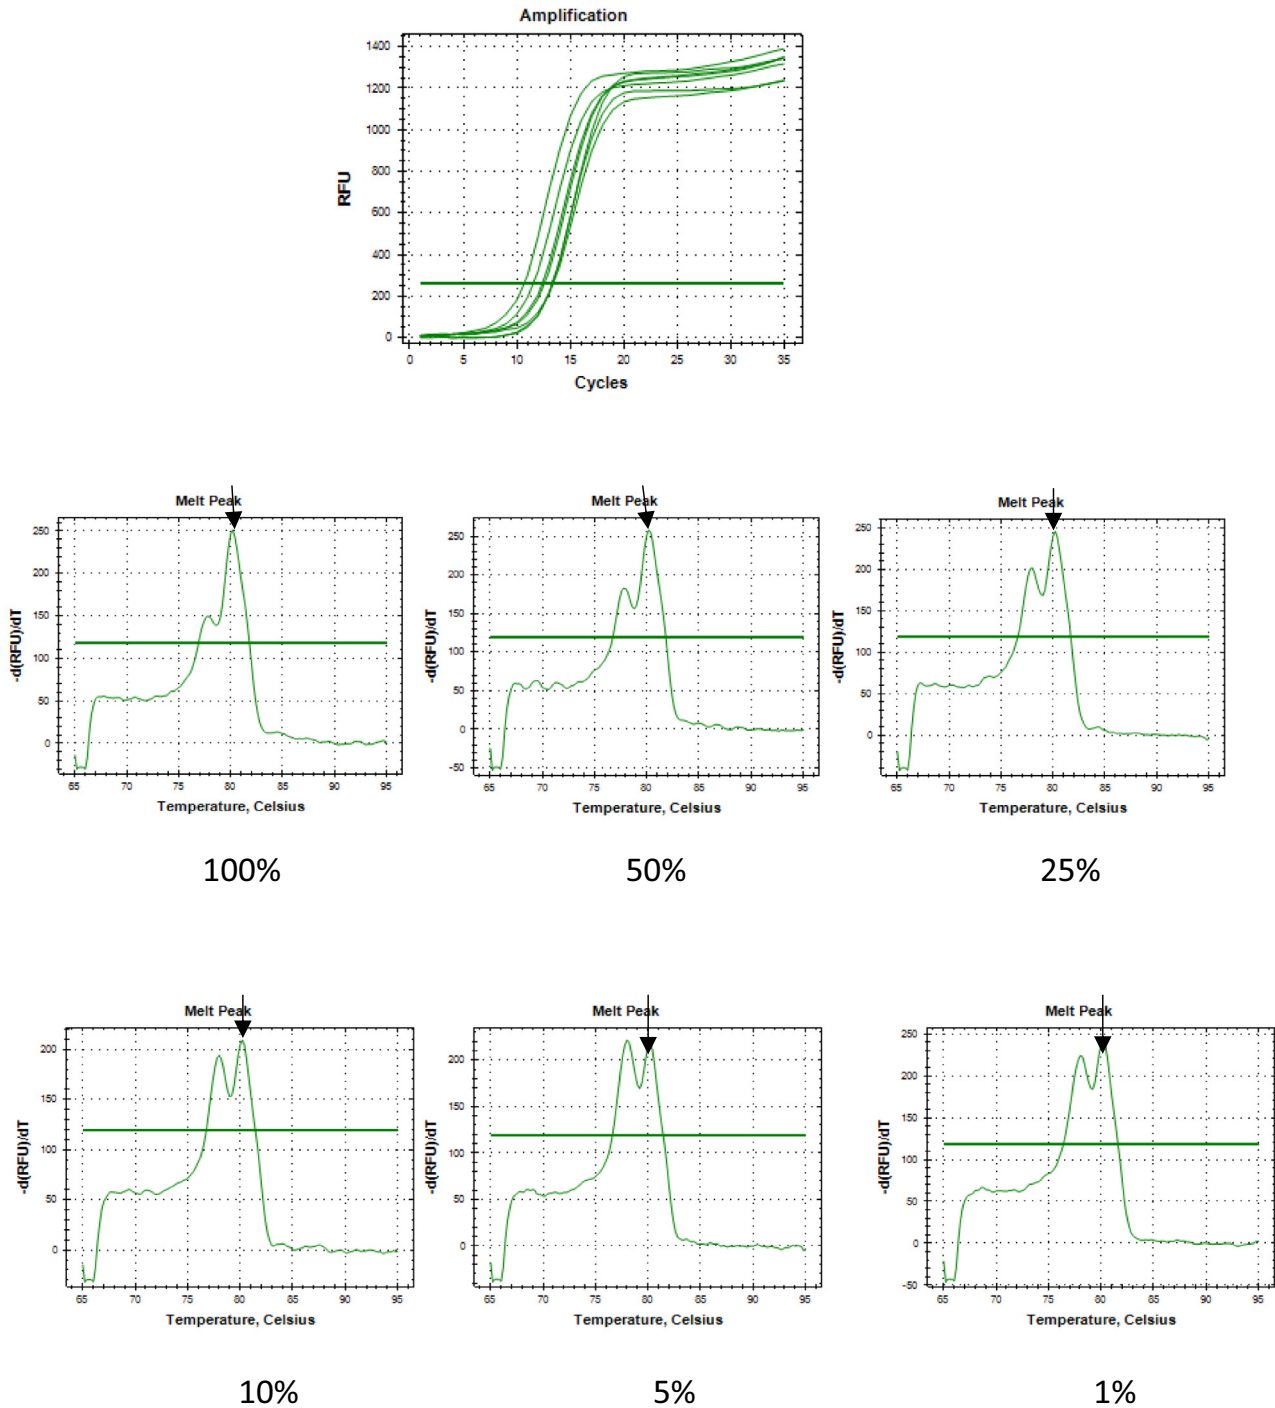 Amplification
RFU
1400
1200
1000
800
600
400
200
0
0 5 10 15 20 25 30 35
Cycles
Melt Peak
-d(RFU)/dT
250
200
150
100
50
0
65 70 75 80 85 90 95
Temperature, Celsius
100%
Melt Peak
-d(RFU)/dT
250
200
150
100
50
0
-50
65 70 75 80 85 90 95
Temperature, Celsius
50%
Melt Peak
-d(RFU)/dT
250
200
150
100
50
0
65 70 75 80 85 90 95
Temperature, Celsius
25%
Melt Peak
-d(RFU)/dT
200
150
100
50
0
65 70 75 80 85 90 95
Temperature, Celsius
10%
Melt Peak
-d(RFU)/dT
200
150
100
50
0
65 70 75 80 85 90 95
Temperature, Celsius
5%
Melt Peak
-d(RFU)/dT
250
200
150
100
50
0
-50
65 70 75 80 85 90 95
Temperature, Celsius
1%